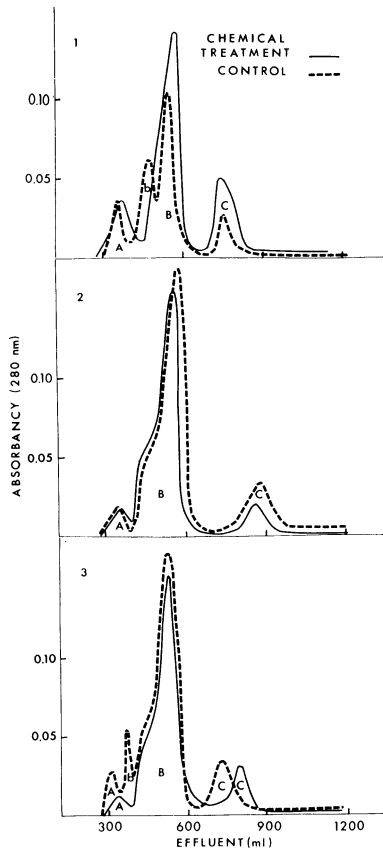 1
CHEMICAL
TREATMENT
CONTROL
0.10
0.05
A
b
B
C
2
0.10
0.05
A
B
C
3
0.10
0.05
A
A
b
B
C
C
300
600
900
1200
ABSORBANCY (280 nm)
EFFLUENT (ml)